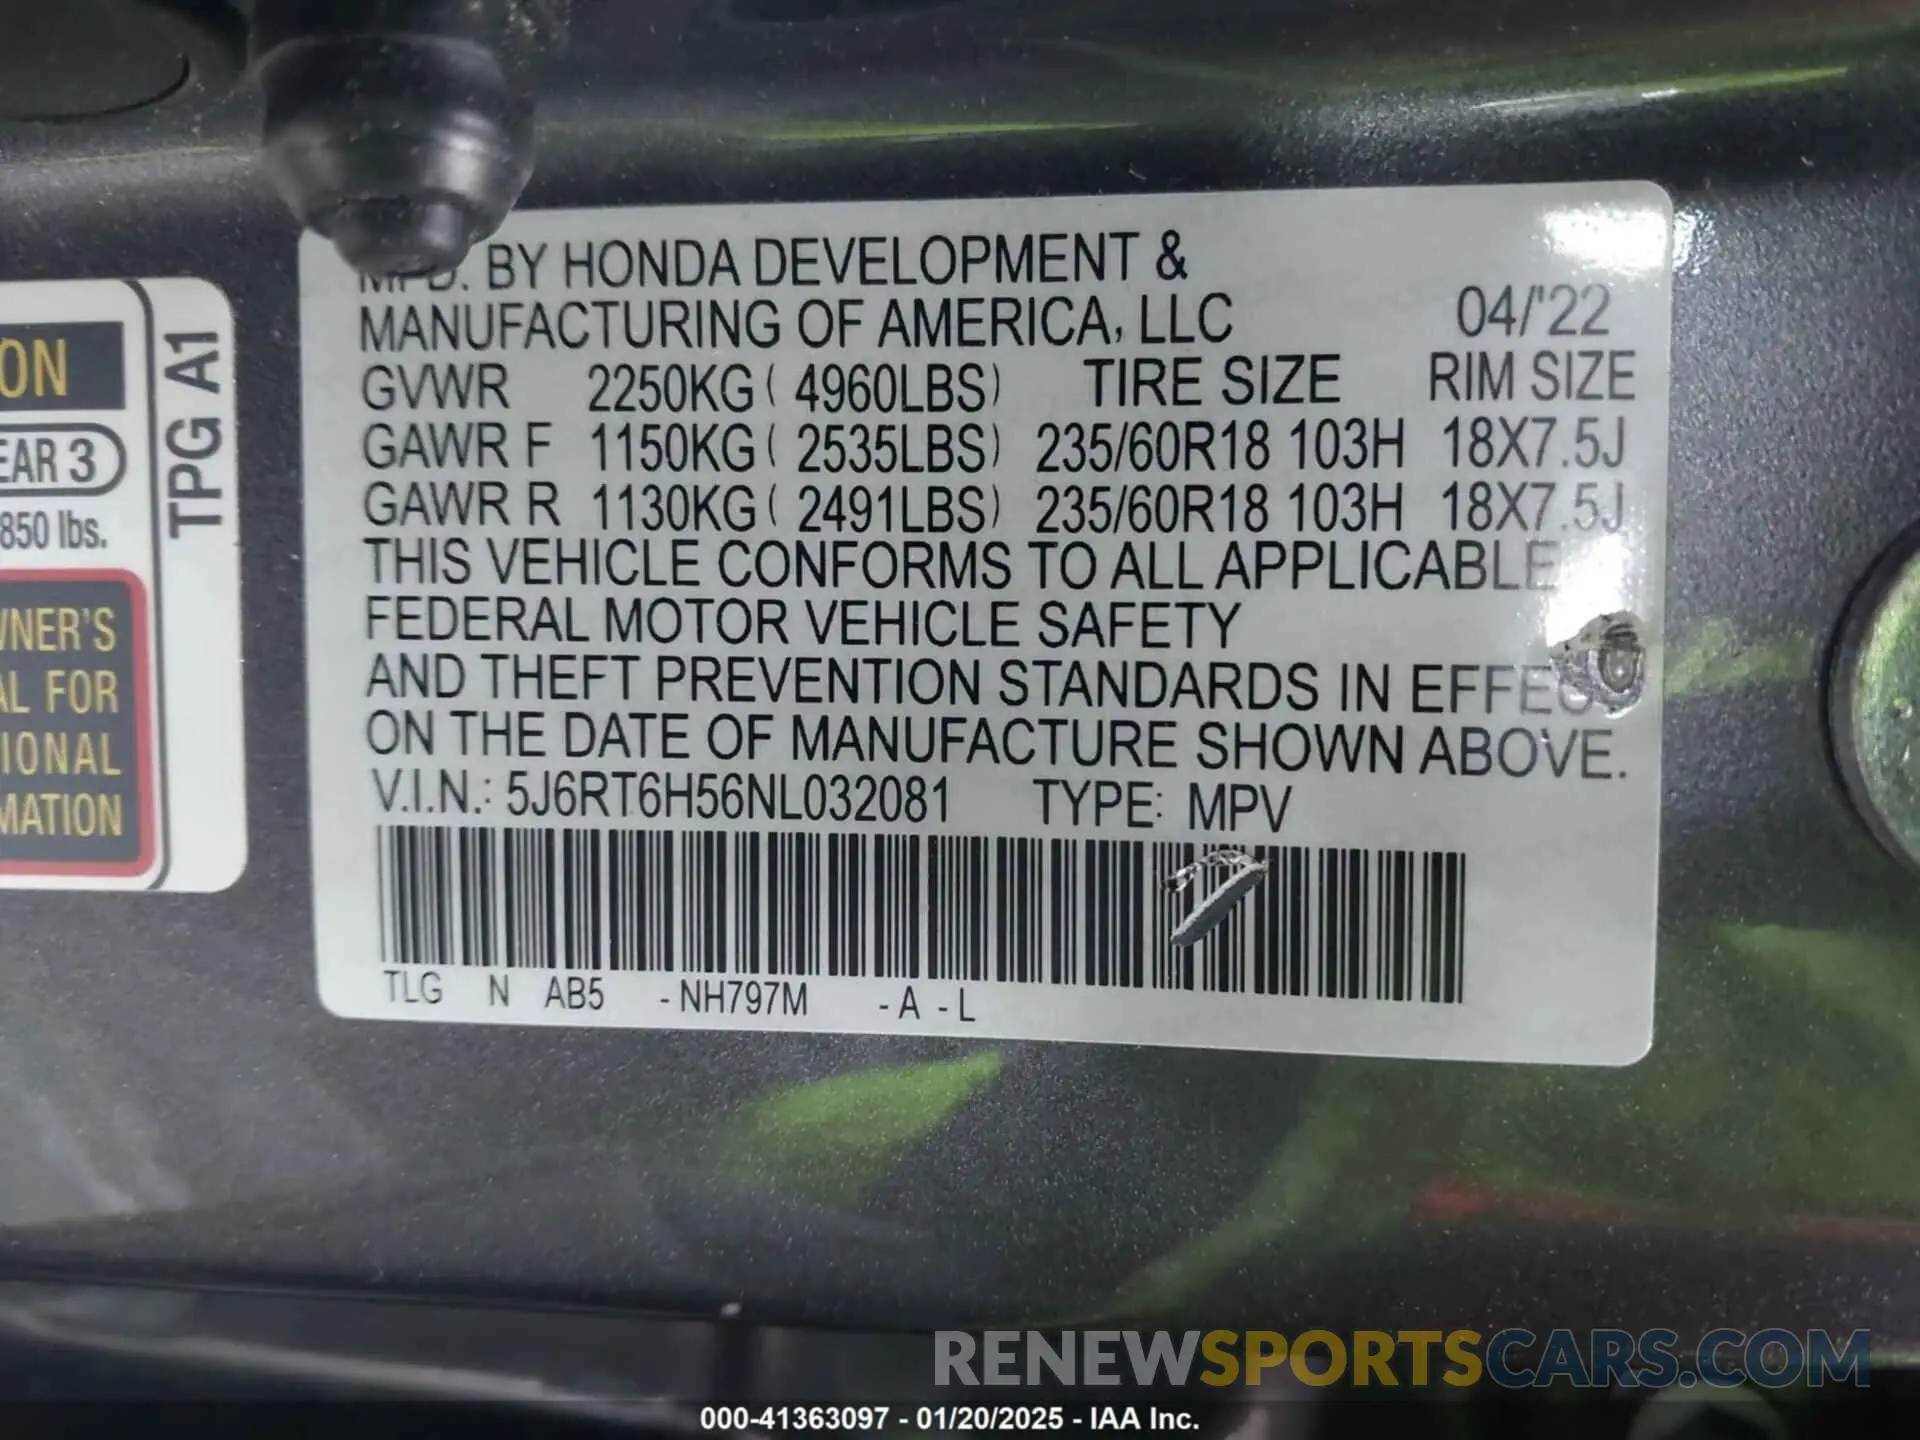 MFD. BY HONDA DEVELOPMENT &
MANUFACTURING OF AMERICA, LLC 04/'22
GVWR 2250KG ( 4960LBS) TIRE SIZE RIM SIZE
GAWR F 1150KG ( 2535LBS) 235/60R18 103H 18X7.5J
GAWR R 1130KG ( 2491LBS) 235/60R18 103H 18X7.5J
THIS VEHICLE CONFORMS TO ALL APPLICABLE
FEDERAL MOTOR VEHICLE SAFETY
AND THEFT PREVENTION STANDARDS IN
ON THE DATE OF MANUFACTURE SHOWN ABOVE.
V.I.N.: 5J6RT6H56NL032081 TYPE: MPV
TLG N AB5 - NH797M - A - L
TPG A1
ON
EAR 3
850 lbs.
WNER'S
AL FOR
IONAL
MATION
RENEWSPORTSCARS.COM
000-41363097 - 01/20/2025 - IAA Inc.